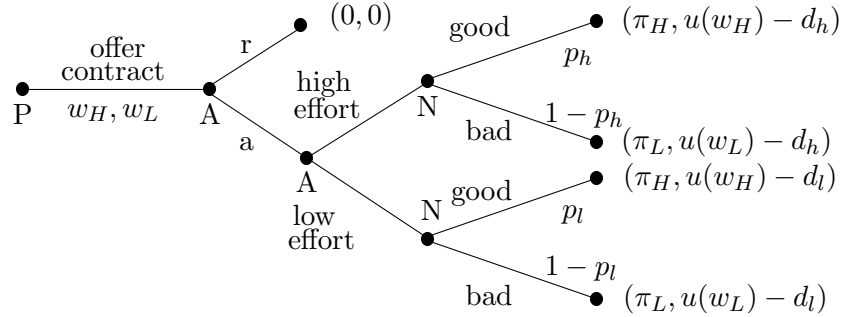 (0, 0)
r
offer
contract
P
w_H, w_L
A
a
A
high
effort
low
effort
N
good
p_h
bad
1 − p_h
(π_H, u(w_H) − d_h)
(π_L, u(w_L) − d_h)
N
good
p_l
bad
1 − p_l
(π_H, u(w_H) − d_l)
(π_L, u(w_L) − d_l)